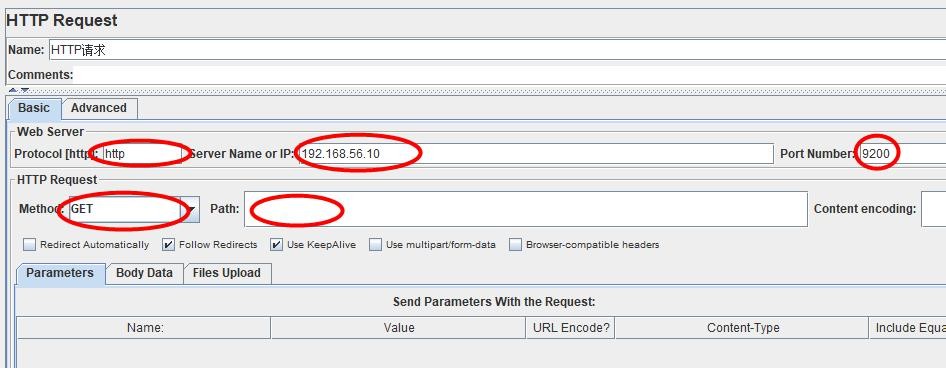 HTTP Request
Name: HTTP请求
Comments:
Basic Advanced
Web Server
Protocol [http]: http Server Name or IP: 192.168.56.10 Port Number: 9200
HTTP Request
Method: GET Path: Content encoding:
Redirect Automatically Follow Redirects Use KeepAlive Use multipart/form-data Browser-compatible headers
Parameters Body Data Files Upload
Send Parameters With the Request:
Name: Value URL Encode? Content-Type Include Equa